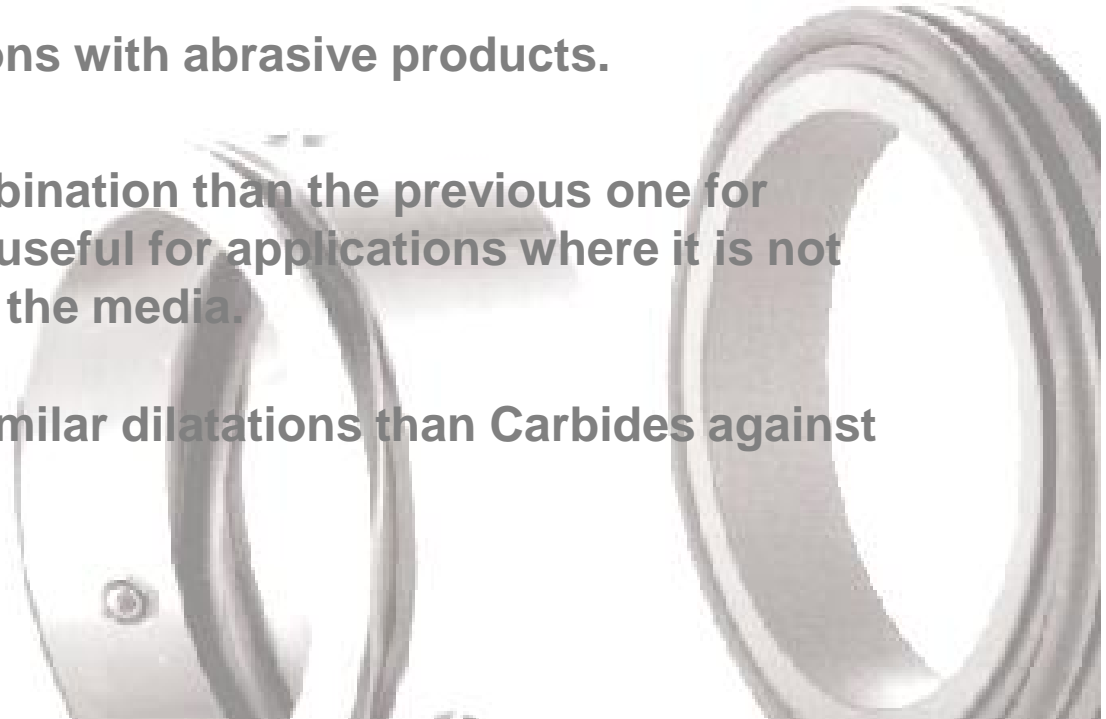 ons with abrasive products.
bination than the previous one for
useful for applications where it is not
the media.
milar dilatations than Carbides against